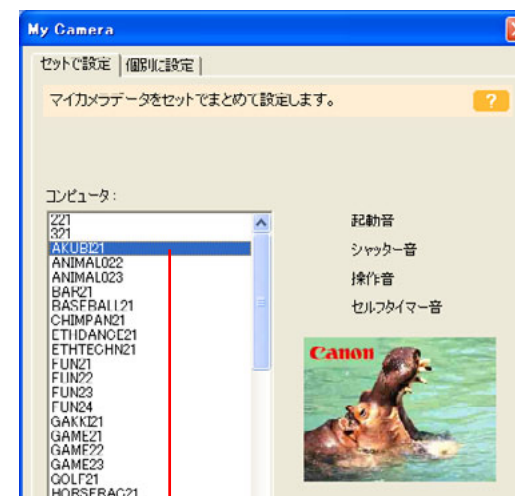 My Camera
セットで設定 個別に設定
マイカメラデータをセットでまとめて設定します。 ?
コンピュータ:
221
321
AKUBI21
ANIMAL022
ANIMAL023
BAR21
BASEBALL21
CHIMPAN21
ETHDANCE21
ETHTECHN21
FUN21
FUN22
FUN23
FUN24
GAKKI21
GAME21
GAME22
GAME23
GOLF21
HORSERAC21
起動音
シャッター音
操作音
セルフタイマー音
Canon